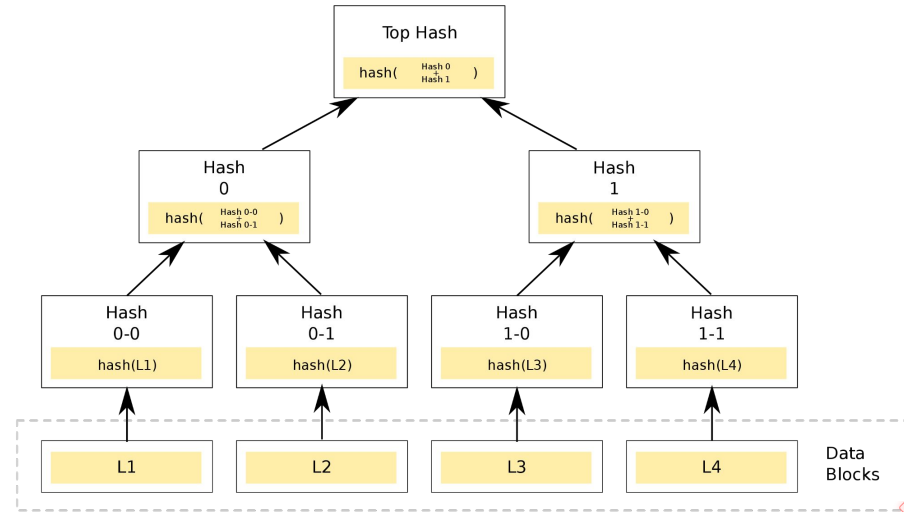 Top Hash
hash( Hash 0 + Hash 1 )
Hash
0
hash( Hash 0-0 + Hash 0-1 )
Hash
1
hash( Hash 1-0 + Hash 1-1 )
Hash
0-0
hash(L1)
Hash
0-1
hash(L2)
Hash
1-0
hash(L3)
Hash
1-1
hash(L4)
L1
L2
L3
L4
Data
Blocks